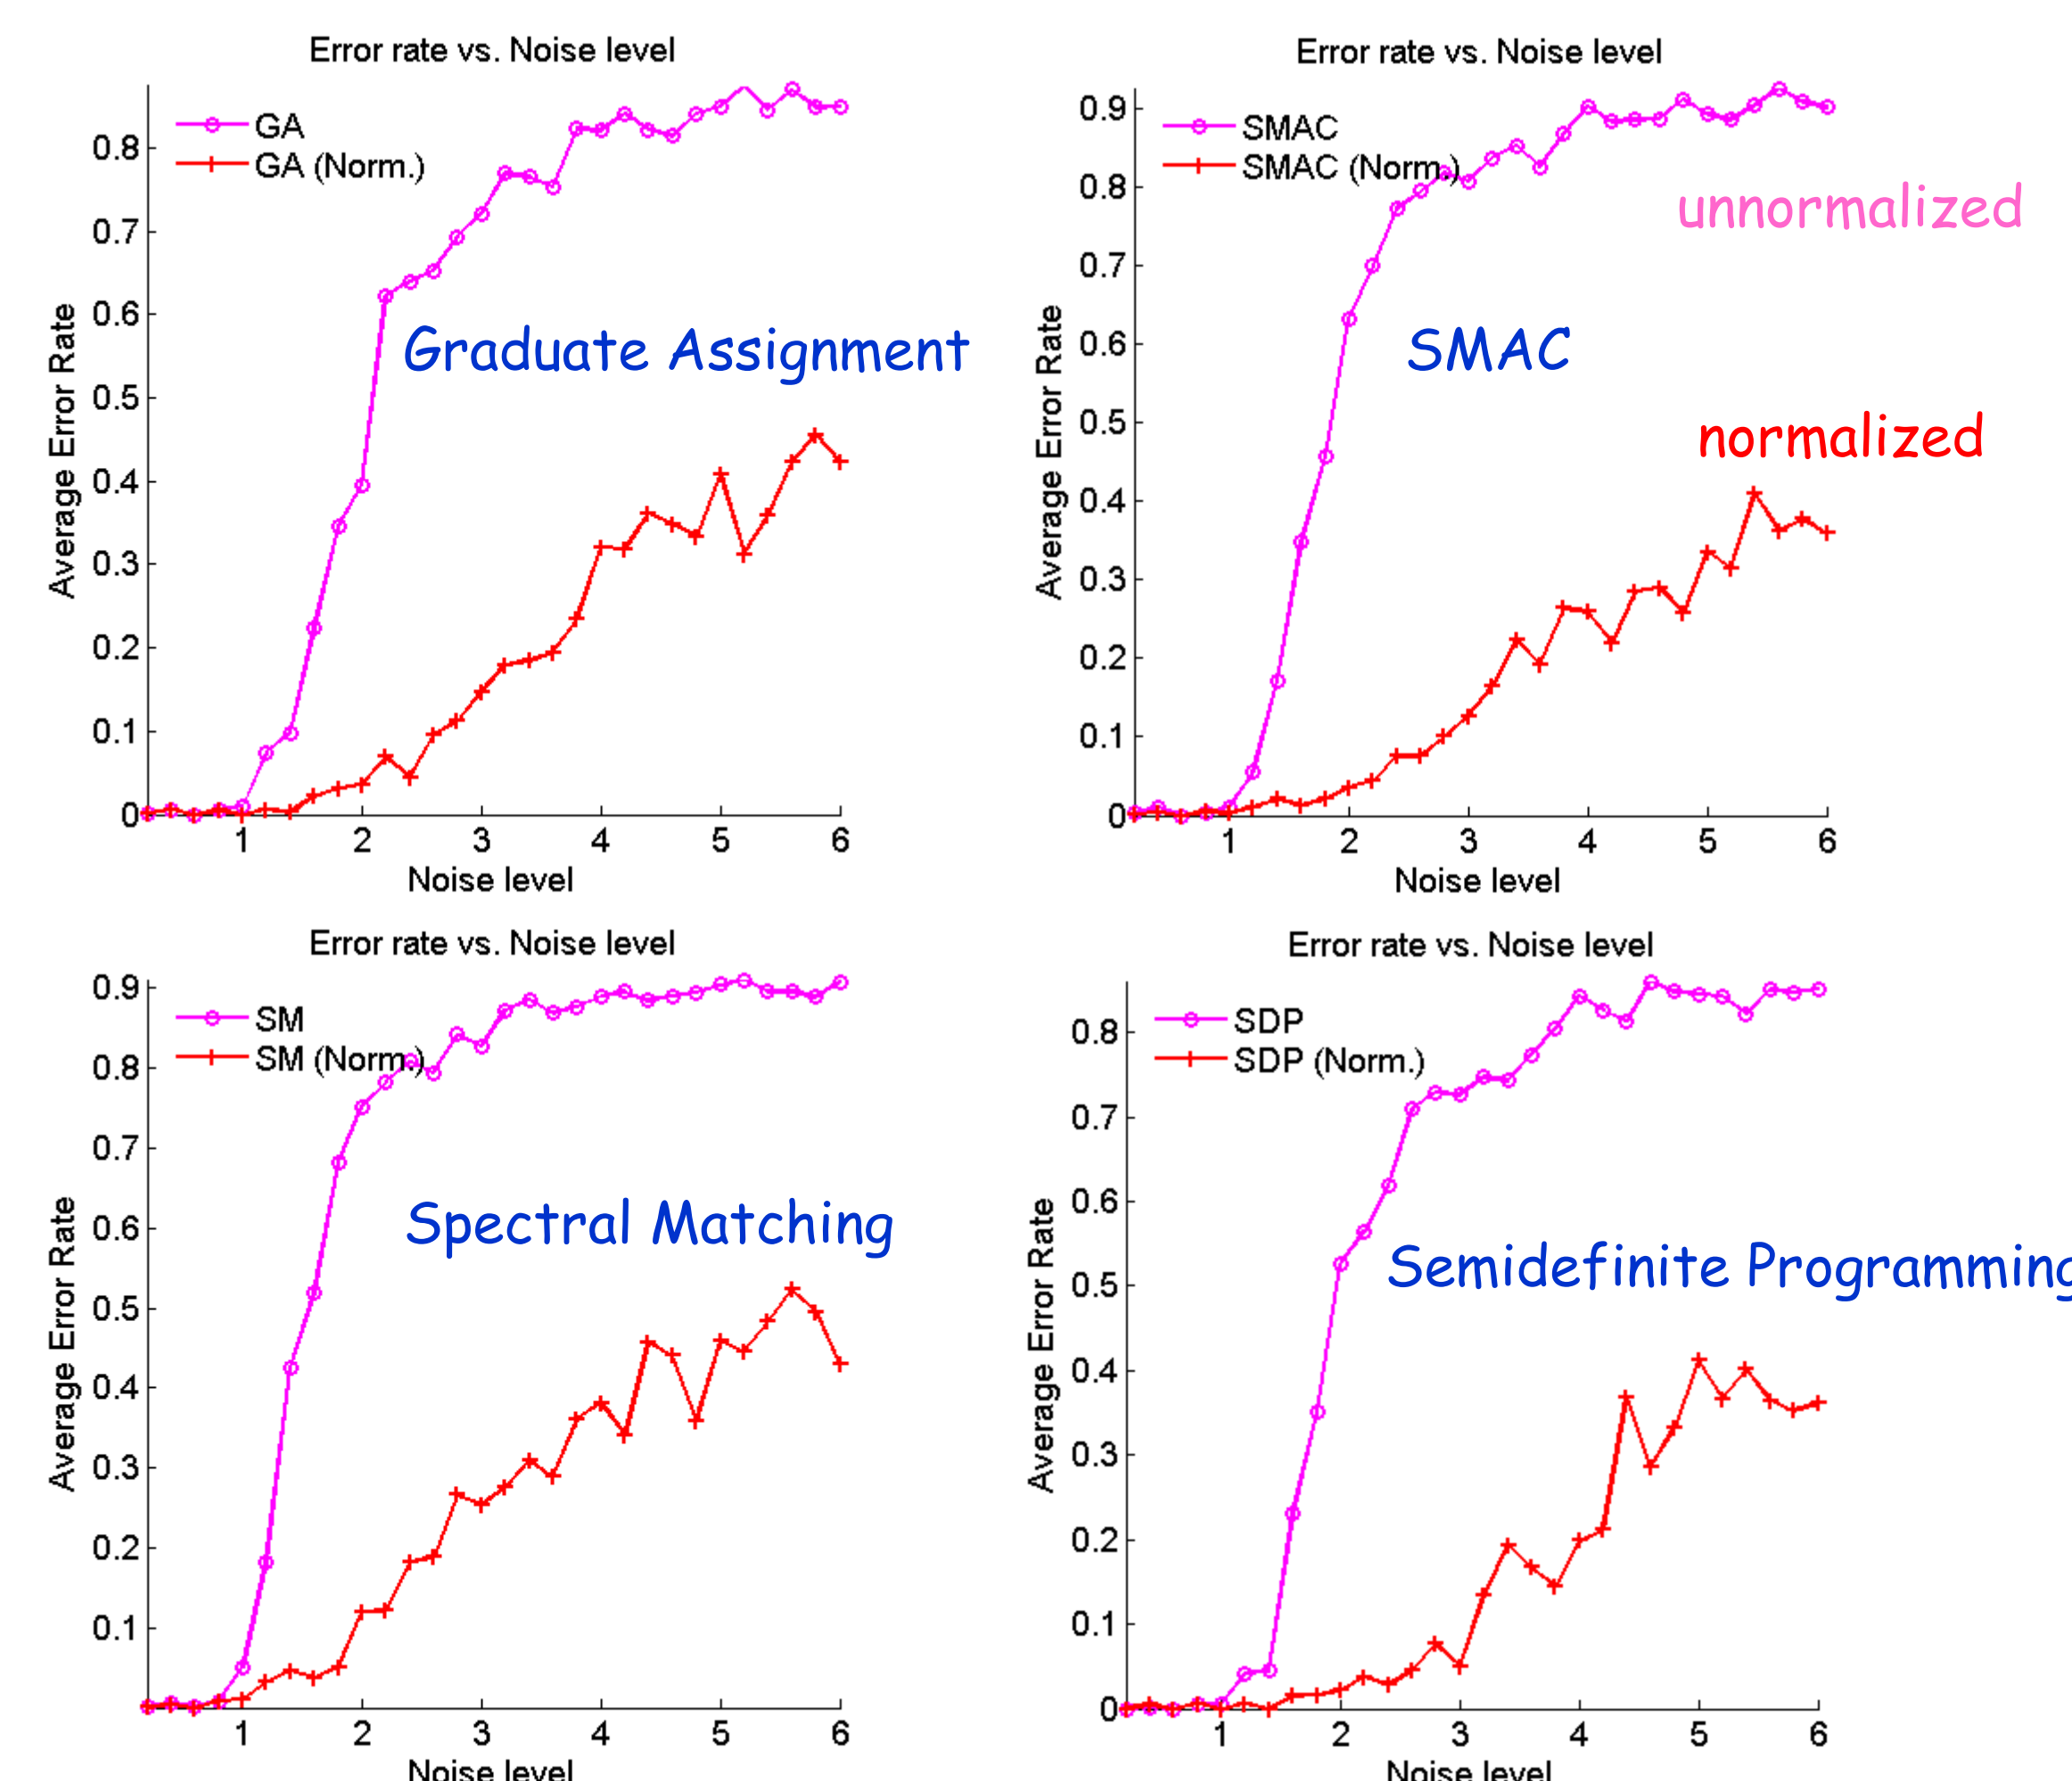 Error rate vs. Noise level
GA
GA (Norm.)
0.8
0.7
0.6
0.5
0.4
0.3
0.2
0.1
0
Average Error Rate
Graduate Assignment
1 2 3 4 5 6
Noise level
Error rate vs. Noise level
SMAC
SMAC (Norm.)
unnormalized
SMAC
normalized
0.9
0.8
0.7
0.6
0.5
0.4
0.3
0.2
0.1
0
Average Error Rate
1 2 3 4 5 6
Noise level
Error rate vs. Noise level
SM
SM (Norm.)
0.9
0.8
0.7
0.6
0.5
0.4
0.3
0.2
0.1
Average Error Rate
Spectral Matching
1 2 3 4 5 6
Noise level
Error rate vs. Noise level
SDP
SDP (Norm.)
0.8
0.7
0.6
0.5
0.4
0.3
0.2
0.1
0
Average Error Rate
Semidefinite Programming
1 2 3 4 5 6
Noise level